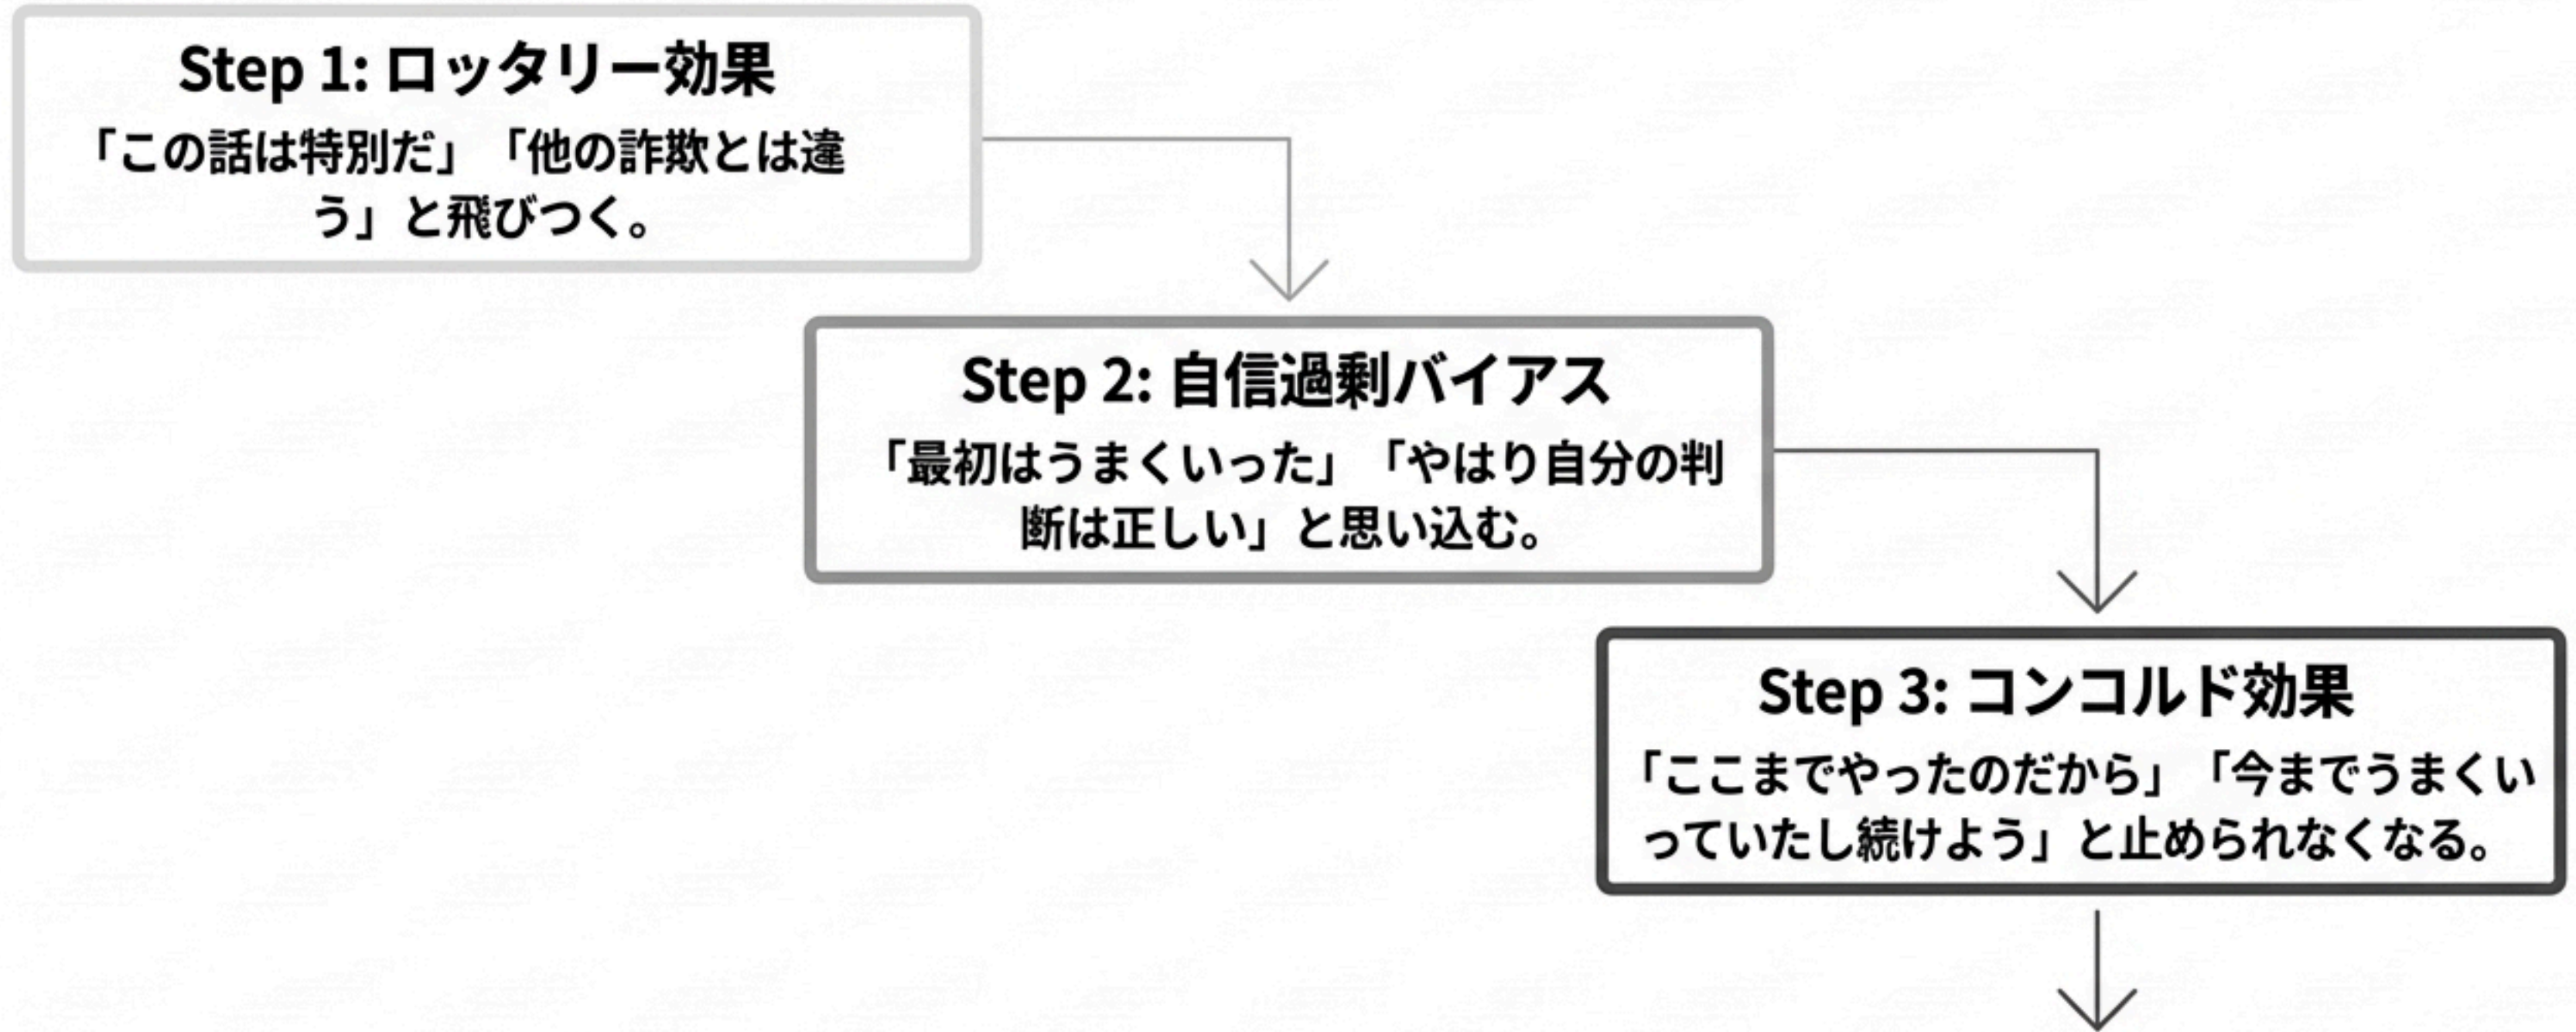 Step 1: ロッタリー効果
「この話は特別だ」「他の詐欺とは違
う」と飛びつく。
Step 2: 自信過剰バイアス
「最初はうまくいった」「やはり自分の判
断は正しい」と思い込む。
Step 3: コンコルド効果
「ここまでやったのだから」「今までうまくい
っていたし続けよう」と止められなくなる。